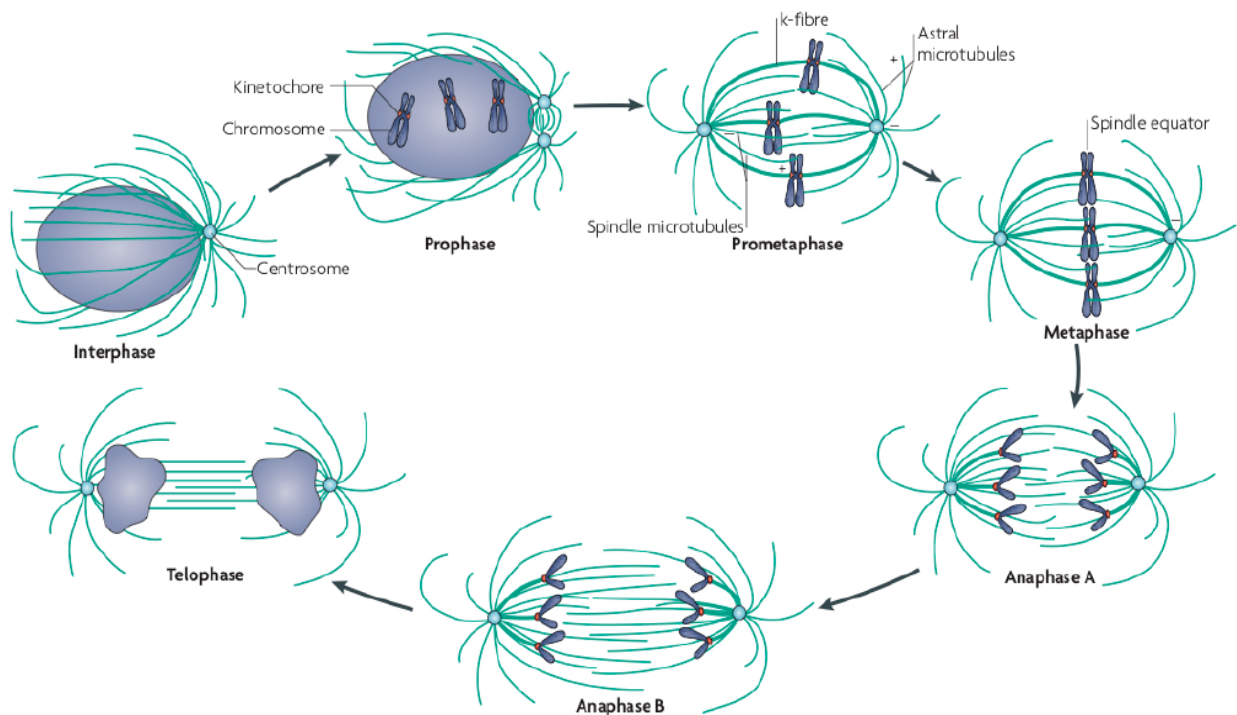 k-fibre
Astral
microtubules
+
Kinetochore
Chromosome
−
−
+
Spindle microtubules
Prophase
Prometaphase
Spindle equator
−
Centrosome
Interphase
Metaphase
Telophase
Anaphase A
Anaphase B